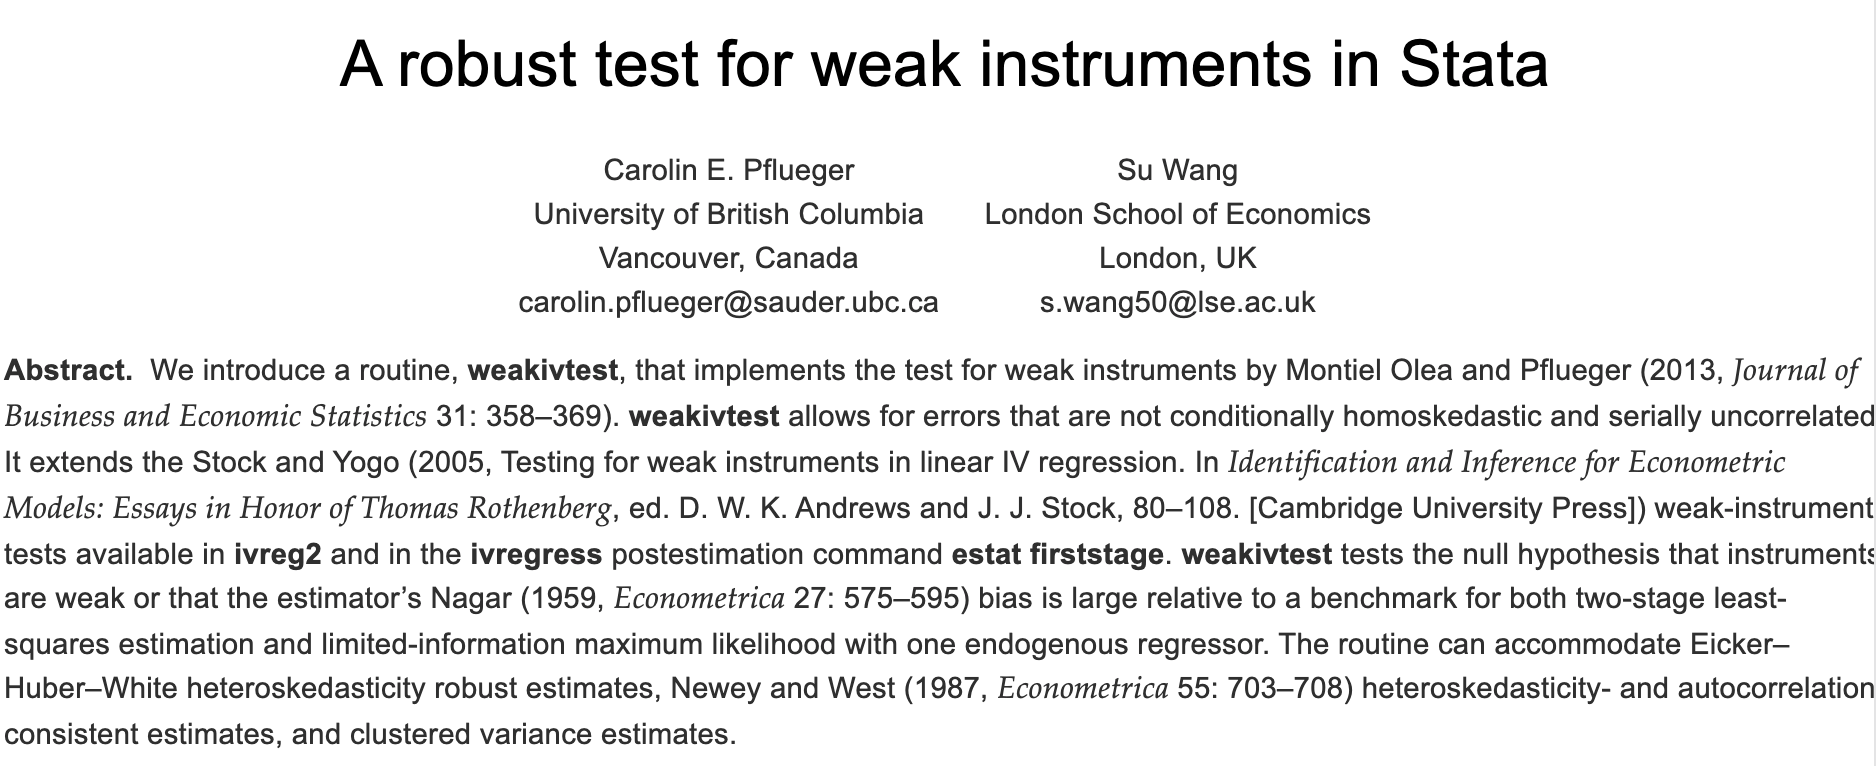 A robust test for weak instruments in Stata
Carolin E. Pflueger
University of British Columbia
Vancouver, Canada
carolin.pflueger@sauder.ubc.ca
Su Wang
London School of Economics
London, UK
s.wang50@lse.ac.uk
Abstract. We introduce a routine, weakivtest, that implements the test for weak instruments by Montiel Olea and Pflueger (2013, Journal of
Business and Economic Statistics 31: 358–369). weakivtest allows for errors that are not conditionally homoskedastic and serially uncorrelated
It extends the Stock and Yogo (2005, Testing for weak instruments in linear IV regression. In Identification and Inference for Econometric
Models: Essays in Honor of Thomas Rothenberg, ed. D. W. K. Andrews and J. J. Stock, 80–108. [Cambridge University Press]) weak-instrument
tests available in ivreg2 and in the ivregress postestimation command estat firststage. weakivtest tests the null hypothesis that instruments
are weak or that the estimator’s Nagar (1959, Econometrica 27: 575–595) bias is large relative to a benchmark for both two-stage least-
squares estimation and limited-information maximum likelihood with one endogenous regressor. The routine can accommodate Eicker–
Huber–White heteroskedasticity robust estimates, Newey and West (1987, Econometrica 55: 703–708) heteroskedasticity- and autocorrelation
consistent estimates, and clustered variance estimates.